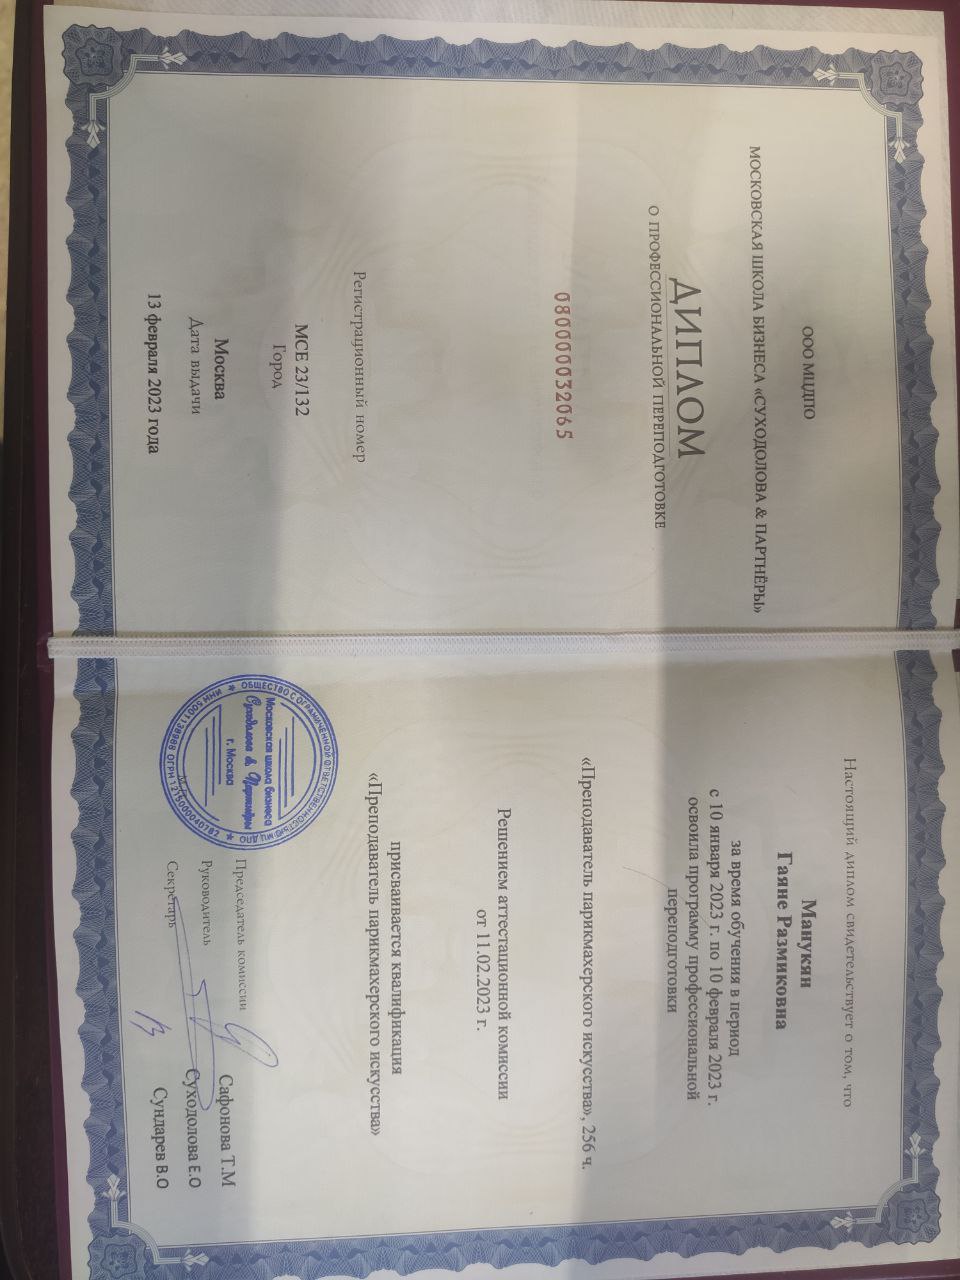 ООО МЦДПО
МОСКОВСКАЯ ШКОЛА БИЗНЕСА «СУХОДОЛОВА & ПАРТНЁРЫ»
ДИПЛОМ
О ПРОФЕССИОНАЛЬНОЙ ПЕРЕПОДГОТОВКЕ
080000032065
Регистрационный номер
МСЕ 23/132
Город
Москва
Дата выдачи
13 февраля 2023 года
Настоящий диплом свидетельствует о том, что
Манукян
Гаяне Размиковна
за время обучения в период
с 10 января 2023 г. по 10 февраля 2023 г.
освоила программу профессиональной
переподготовки
«Преподаватель парикмахерского искусства», 256 ч.
Решением аттестационной комиссии
от 11.02.2023 г.
присваивается квалификация
«Преподаватель парикмахерского искусства»
ОБЩЕСТВО С ОГРАНИЧЕННОЙ ОТВЕТСТВЕННОСТЬЮ МЦДПО
Московская школа бизнеса
Суходолова & Партнёры
г. Москва
ИНН 5001138988 ОГРН 1215000040782
М.П.
Председатель комиссии Сафонова Т.М
Руководитель Суходолова Е.О
Секретарь Сундарев В.О